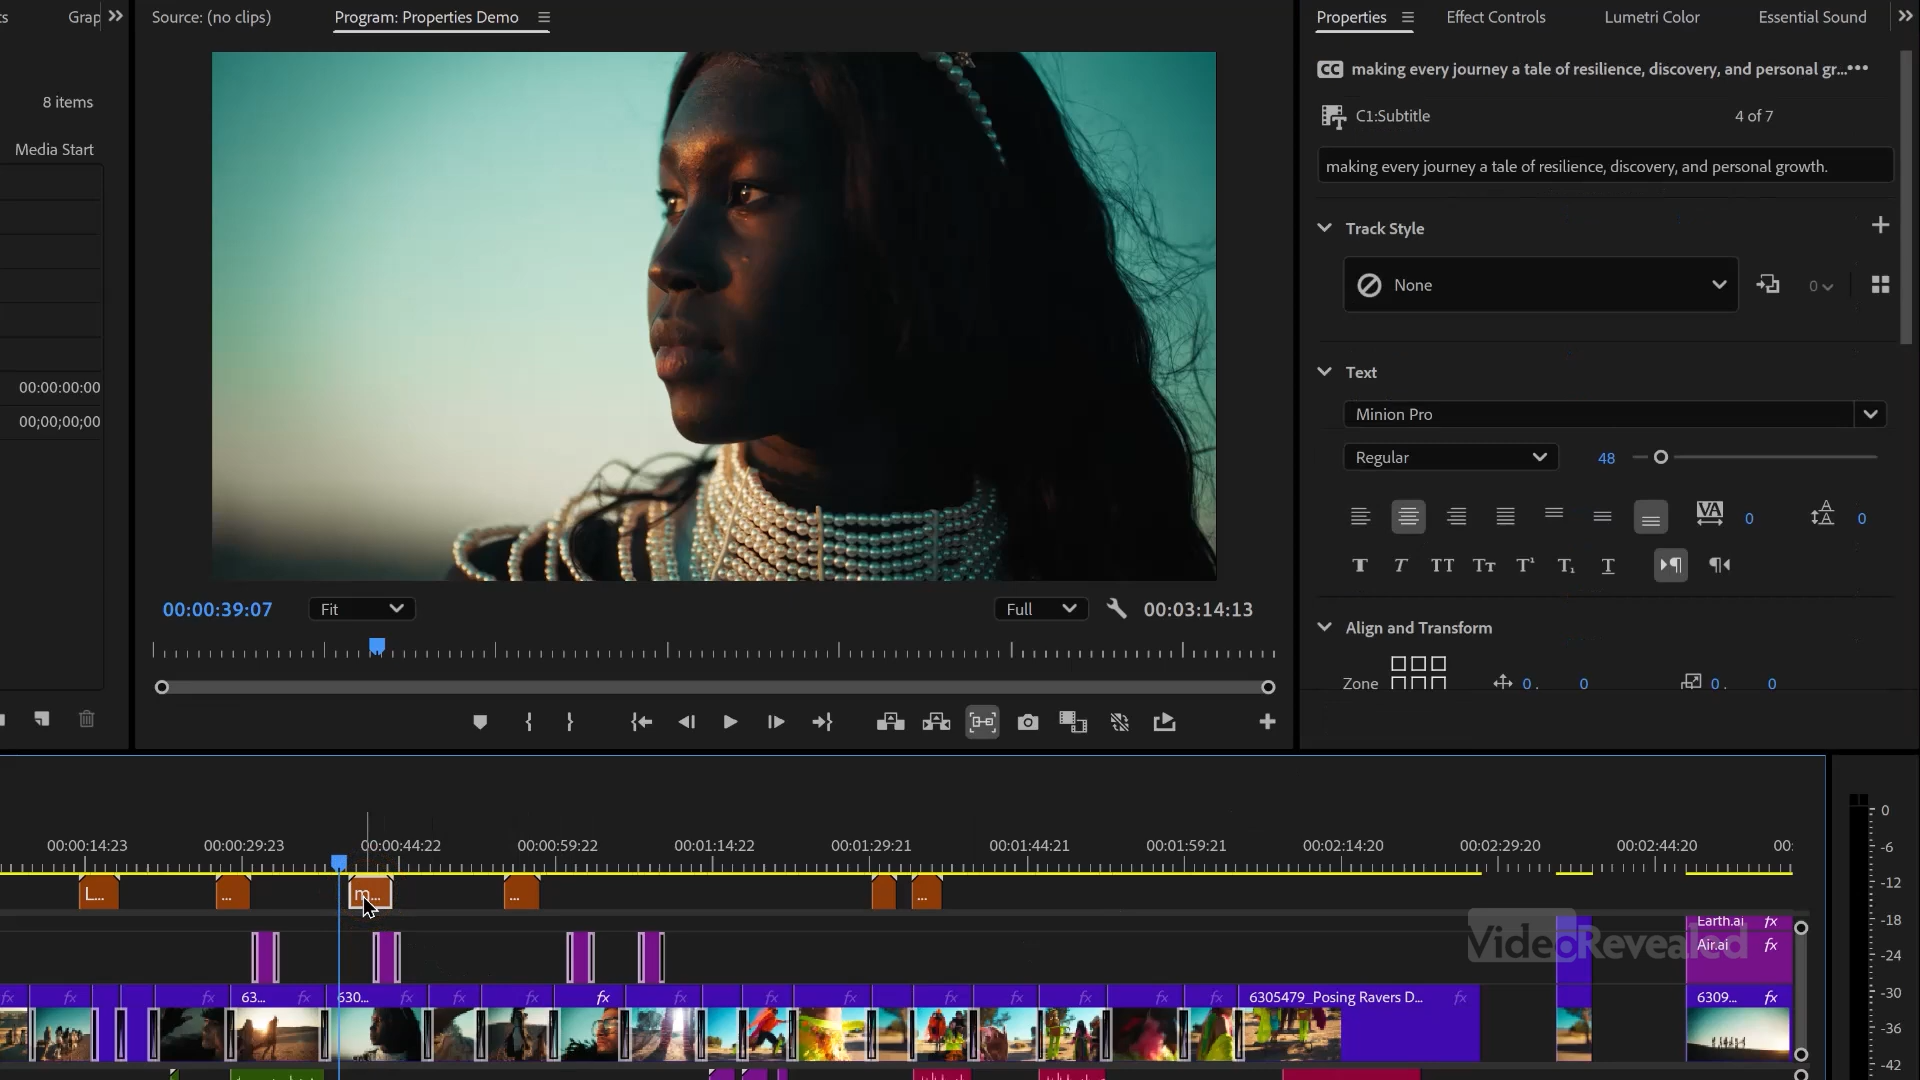 Grap
Source: (no clips)
Program: Properties Demo
Properties
Effect Controls
Lumetri Color
Essential Sound
8 items
Media Start
00:00:00:00
00;00;00;00
CC making every journey a tale of resilience, discovery, and personal gr...
C1:Subtitle
4 of 7
making every journey a tale of resilience, discovery, and personal growth.
Track Style
None
0
Text
Minion Pro
Regular
48
VA 0
0
Align and Transform
Zone
0.
0
0.
0
00:00:39:07
Fit
Full
00:03:14:13
00:00:14:23
00:00:29:23
00:00:44:22
00:00:59:22
00:01:14:22
00:01:29:21
00:01:44:21
00:01:59:21
00:02:14:20
00:02:29:20
00:02:44:20
00:
L...
...
m...
...
...
VideoRevealed
Earth.ai fx
Air.ai fx
63...
630...
6305479_Posing Ravers D... fx
6309... fx
0
-6
-12
-18
-24
-30
-36
-42